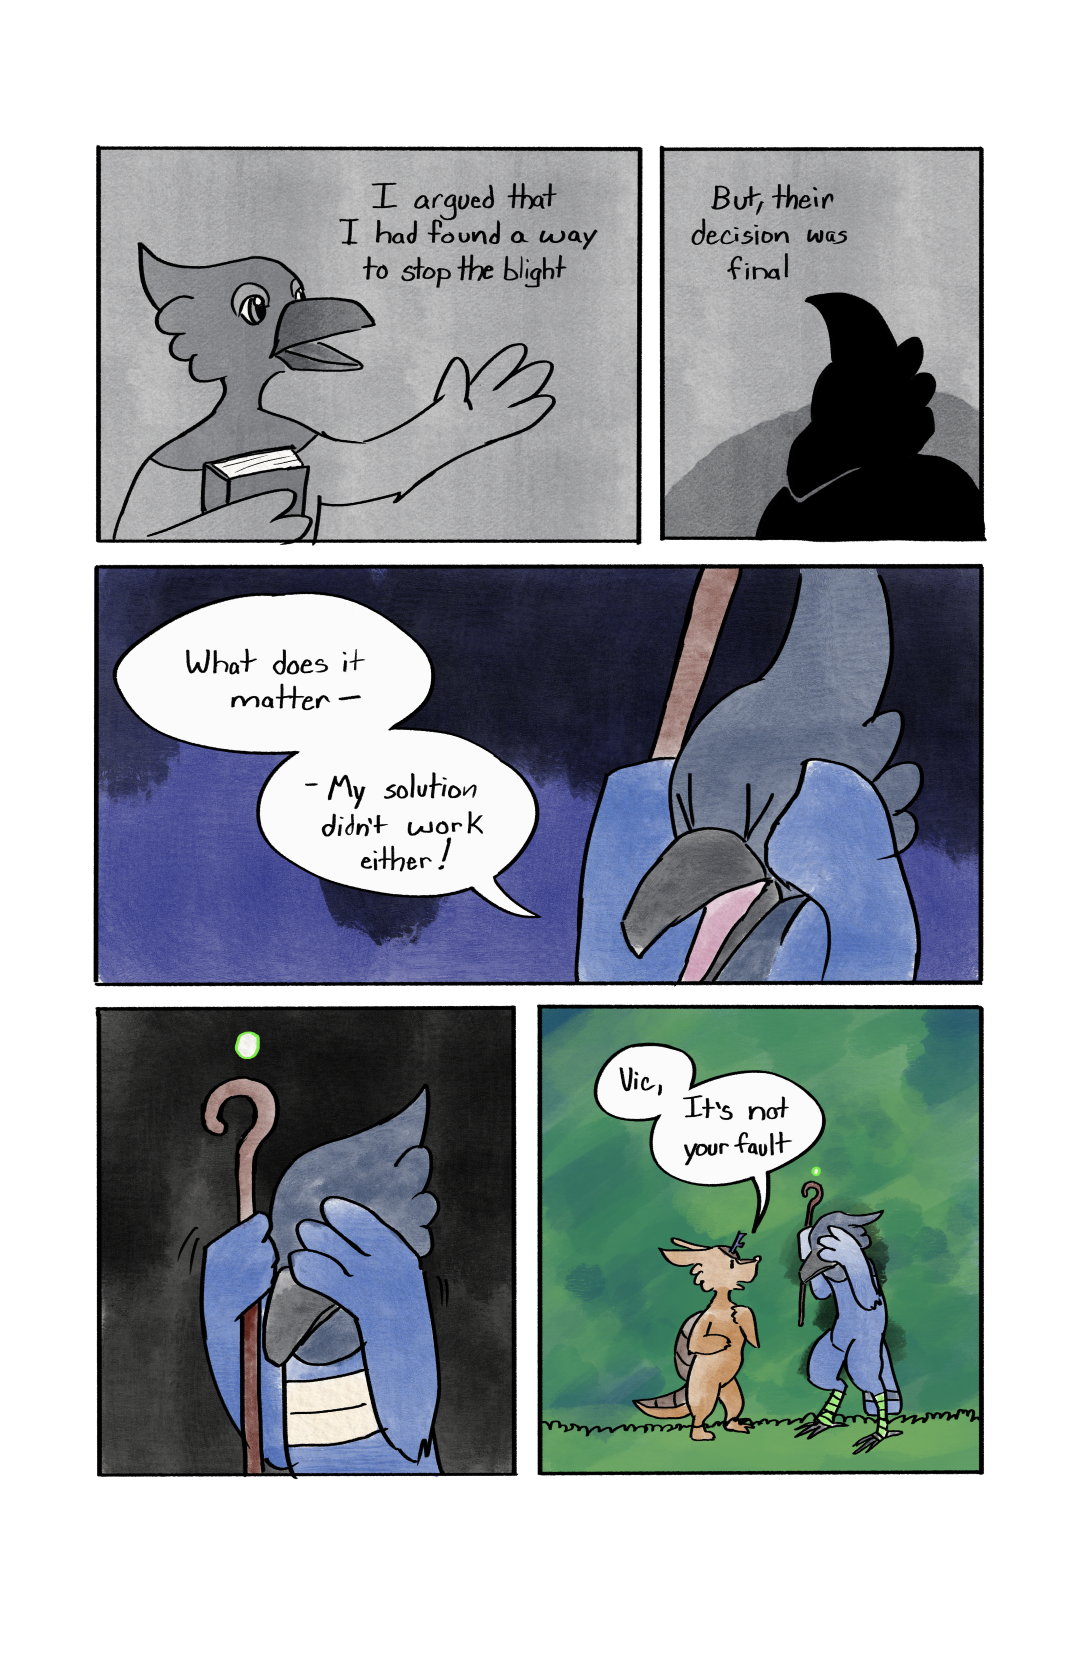 I argued that
I had found a way
to stop the blight
But, their
decision was
final
What does it
matter —
- My solution
didn't work
either!
Vic,
It's not
your fault